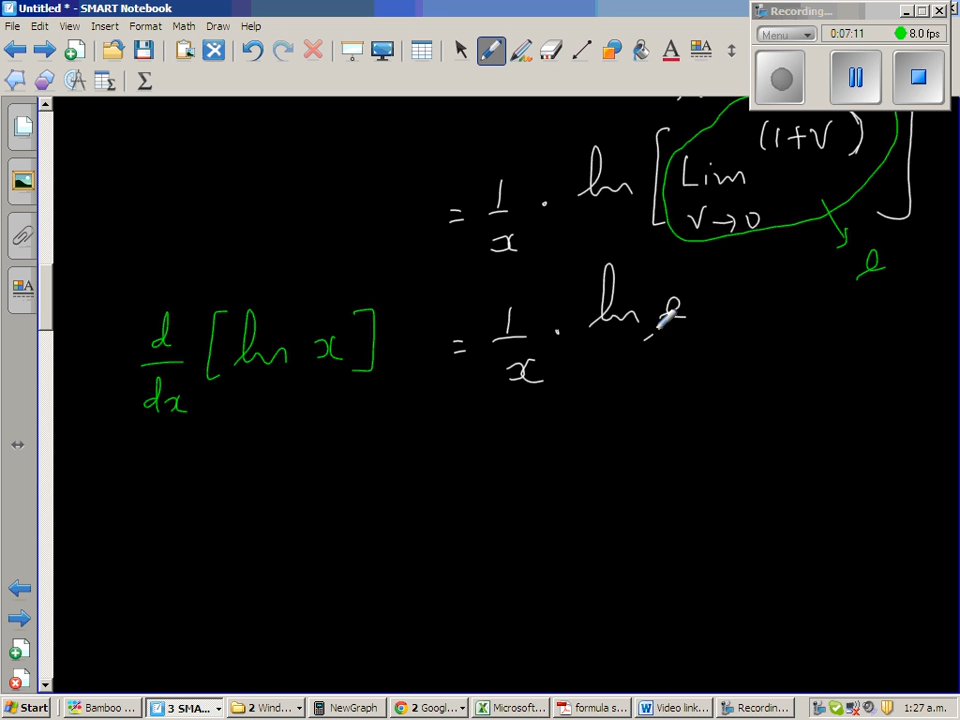 Untitled * - SMART Notebook
Recording...
File Edit View Insert Format Math Draw Help
Menu 0:07:11 8.0 fps
(1+V)
= 1/x · ln [ Lim
V→0 ]
e
d/dx [ln x] = 1/x · ln e
Start Bamboo ... 3 SMA... 2 Wind... NewGraph 2 Googl... Microsoft... formula s... Video link... Recordin... 1:27 a.m.